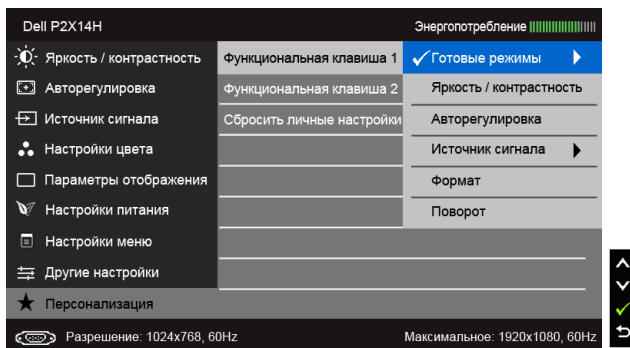 Dell P2X14H
Энергопотребление
Яркость / контрастность
Функциональная клавиша 1
Готовые режимы
Авторегулировка
Функциональная клавиша 2
Яркость / контрастность
Источник сигнала
Сбросить личные настройки
Авторегулировка
Настройки цвета
Источник сигнала
Параметры отображения
Формат
Настройки питания
Поворот
Настройки меню
Другие настройки
Персонализация
Разрешение: 1024x768, 60Hz
Максимальное: 1920x1080, 60Hz